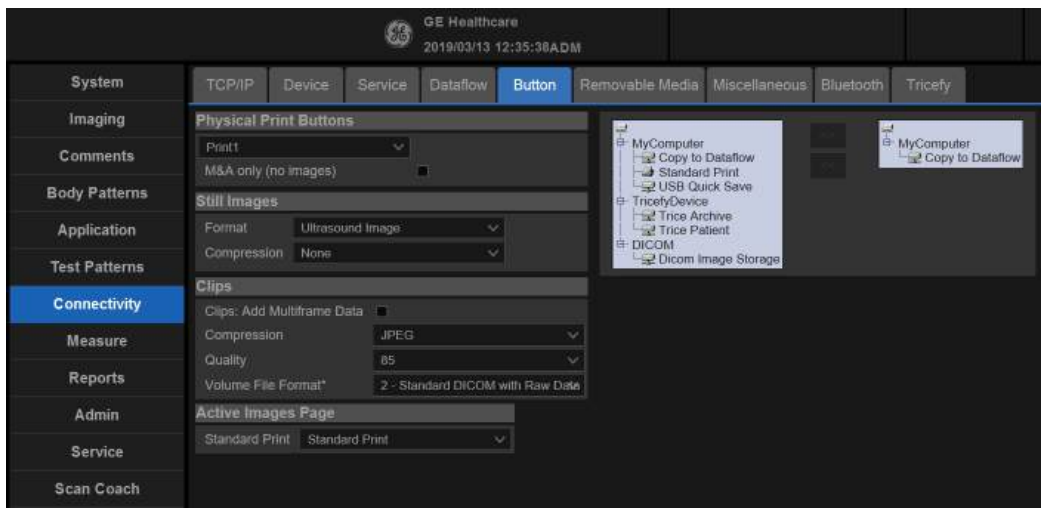 GE Healthcare
2019/03/13 12:35:38ADM
System
Imaging
Comments
Body Patterns
Application
Test Patterns
Connectivity
Measure
Reports
Admin
Service
Scan Coach
TCP/IP Device Service Dataflow Button Removable Media Miscellaneous Bluetooth Tricefy
Physical Print Buttons
Print1
M&A only (no images)
Still Images
Format Ultrasound Image
Compression None
Clips
Clips: Add Multiframe Data
Compression JPEG
Quality 85
Volume File Format* 2 - Standard DICOM with Raw Data
Active Images Page
Standard Print Standard Print
MyComputer
Copy to Dataflow
Standard Print
USB Quick Save
TricefyDevice
Trice Archive
Trice Patient
DICOM
Dicom Image Storage
MyComputer
Copy to Dataflow